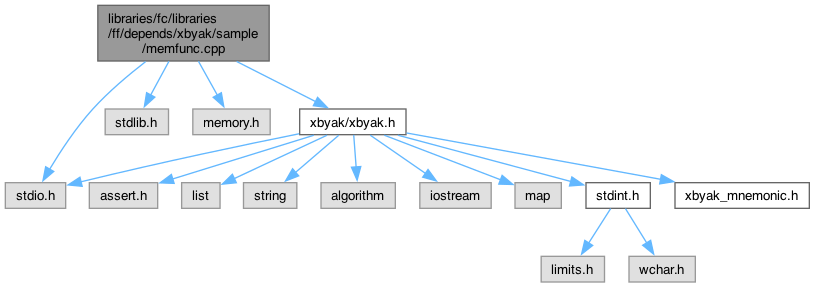 libraries/fc/libraries
/ff/depends/xbyak/sample
/memfunc.cpp
stdlib.h
memory.h
xbyak/xbyak.h
stdio.h
assert.h
list
string
algorithm
iostream
map
stdint.h
xbyak_mnemonic.h
limits.h
wchar.h